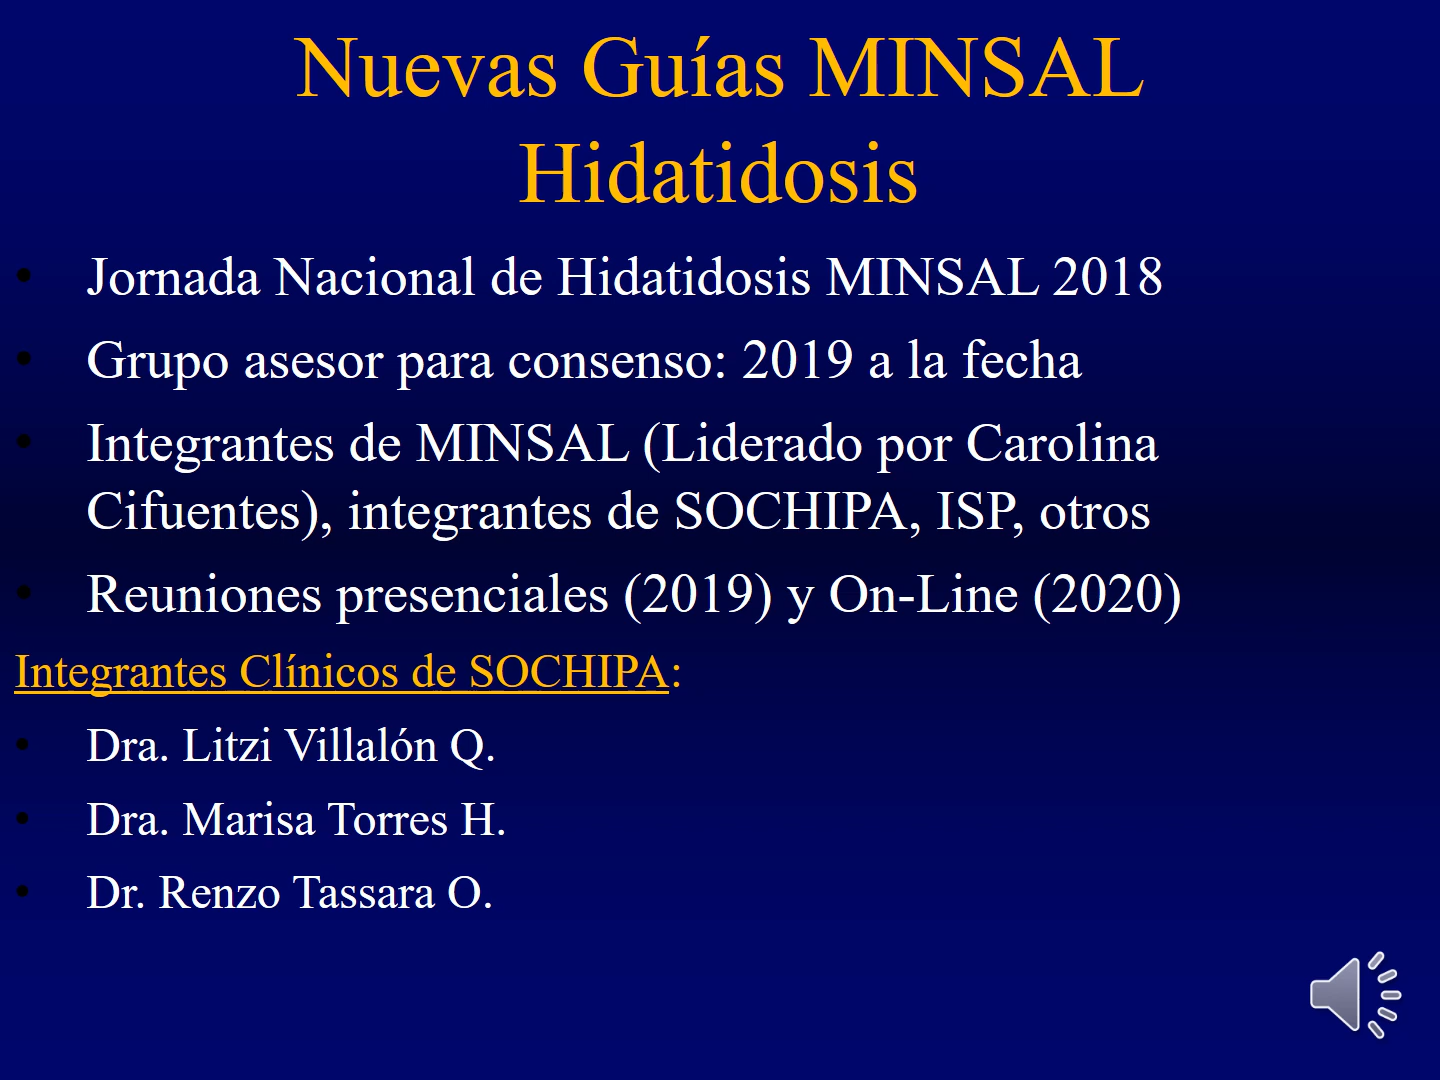 Nuevas Guías MINSAL
Hidatidosis
• Jornada Nacional de Hidatidosis MINSAL 2018
• Grupo asesor para consenso: 2019 a la fecha
• Integrantes de MINSAL (Liderado por Carolina
Cifuentes), integrantes de SOCHIPA, ISP, otros
• Reuniones presenciales (2019) y On-Line (2020)
Integrantes Clínicos de SOCHIPA:
• Dra. Litzi Villalón Q.
• Dra. Marisa Torres H.
• Dr. Renzo Tassara O.